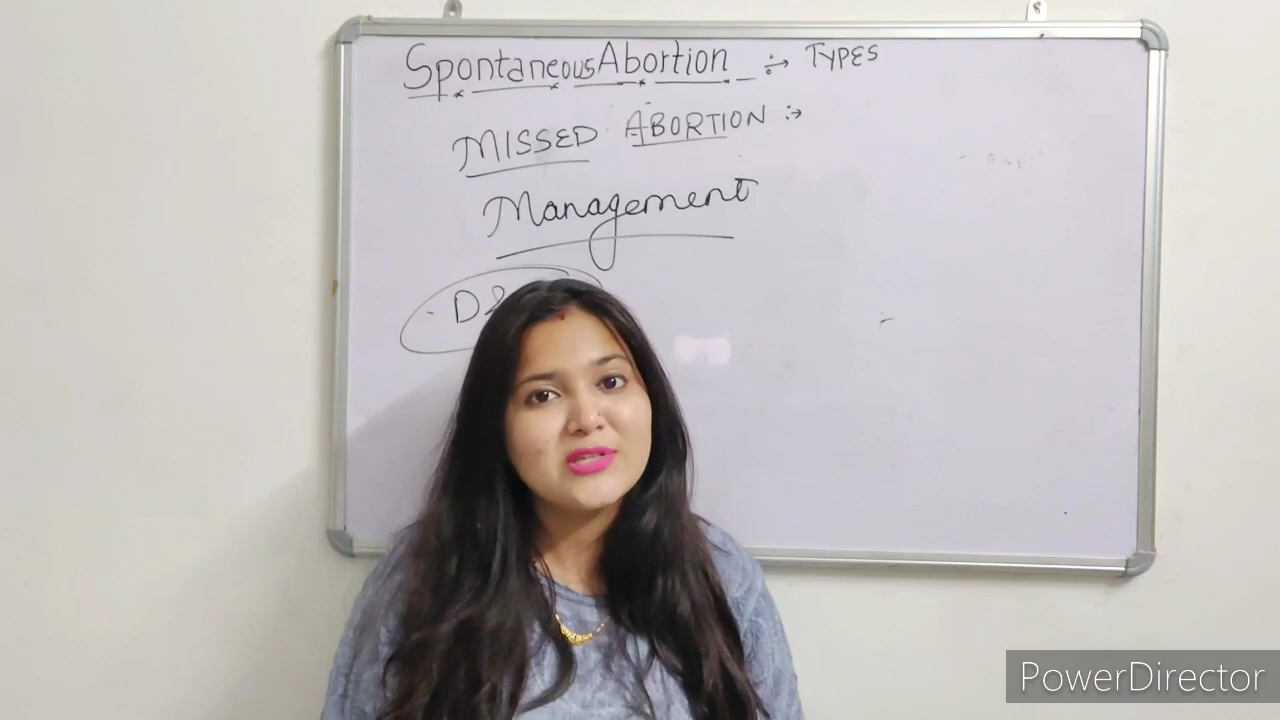 Spontaneous Abortion :→ TYPES
MISSED ABORTION :→
Management
D&
PowerDirector